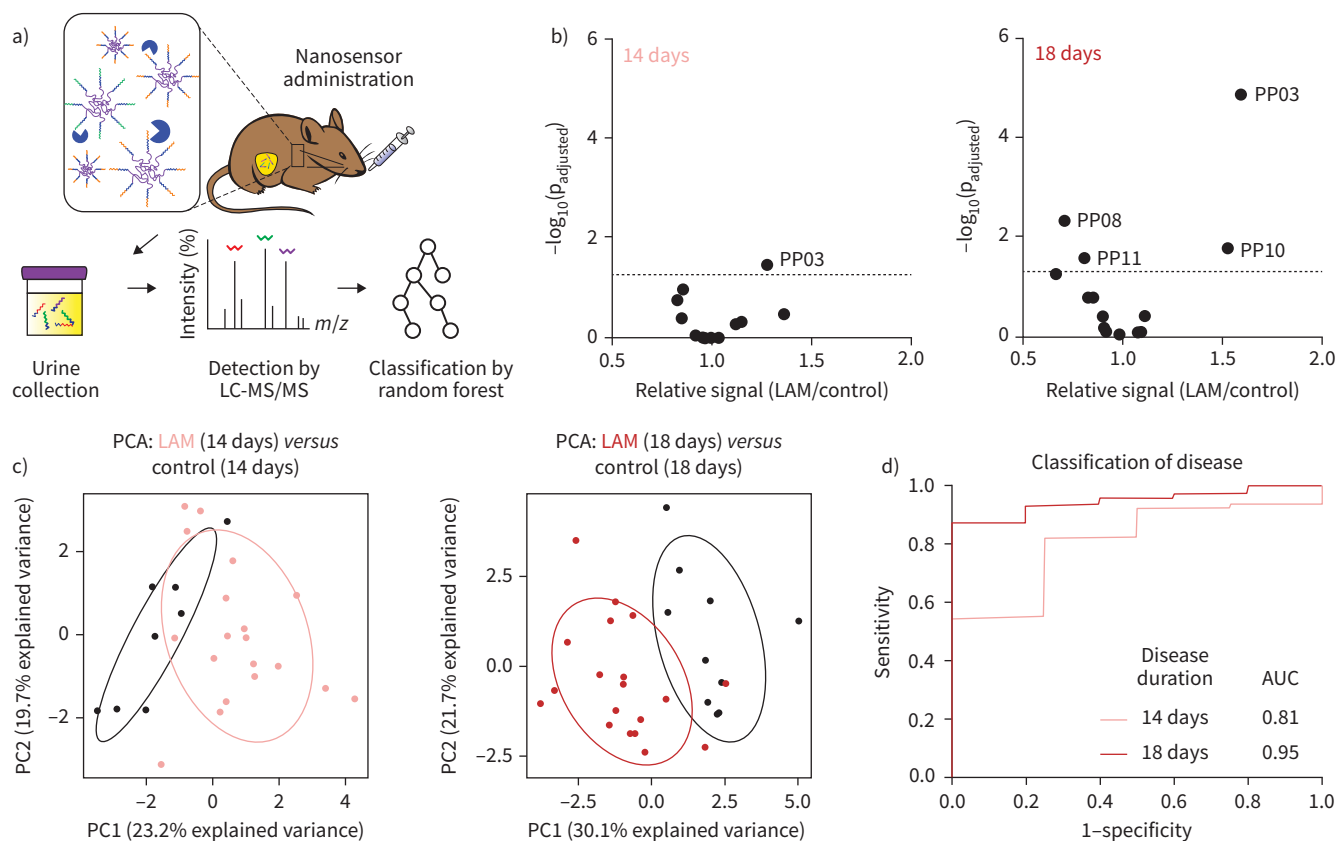 a)
Nanosensor
administration
Urine
collection
Intensity (%)
m/z
Detection by
LC-MS/MS
Classification by
random forest
b)
14 days
6
4
2
0
–log10(padjusted)
PP03
0.5 1.0 1.5 2.0
Relative signal (LAM/control)
18 days
6
4
2
0
–log10(padjusted)
PP03
PP08
PP11
PP10
0.5 1.0 1.5 2.0
Relative signal (LAM/control)
c)
PCA: LAM (14 days) versus
control (14 days)
PC2 (19.7% explained variance)
2
0
–2
–2 0 2 4
PC1 (23.2% explained variance)
PCA: LAM (18 days) versus
control (18 days)
PC2 (21.7% explained variance)
2.5
0.0
–2.5
–2.5 0.0 2.5 5.0
PC1 (30.1% explained variance)
d)
Classification of disease
Sensitivity
1.0
0.8
0.6
0.4
0.2
0.0
Disease
duration AUC
14 days 0.81
18 days 0.95
0.0 0.2 0.4 0.6 0.8 1.0
1–specificity